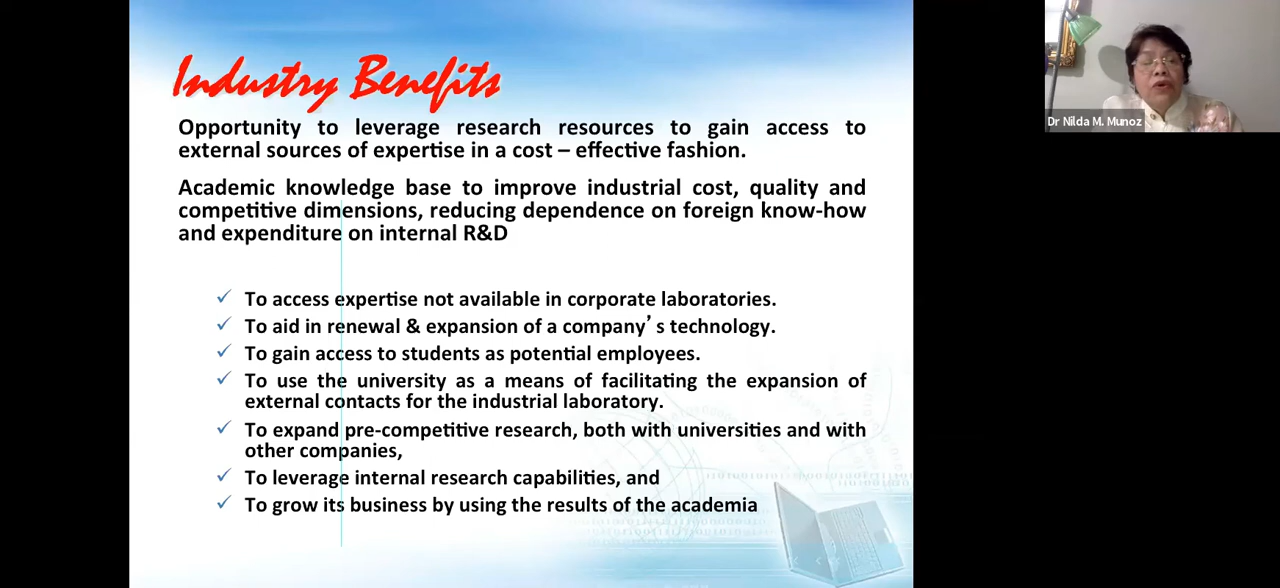 Industry Benefits
Opportunity to leverage research resources to gain access to
external sources of expertise in a cost – effective fashion.
Academic knowledge base to improve industrial cost, quality and
competitive dimensions, reducing dependence on foreign know-how
and expenditure on internal R&D
✓ To access expertise not available in corporate laboratories.
✓ To aid in renewal & expansion of a company’s technology.
✓ To gain access to students as potential employees.
✓ To use the university as a means of facilitating the expansion of
external contacts for the industrial laboratory.
✓ To expand pre-competitive research, both with universities and with
other companies,
✓ To leverage internal research capabilities, and
✓ To grow its business by using the results of the academia
Dr Nilda M. Munoz